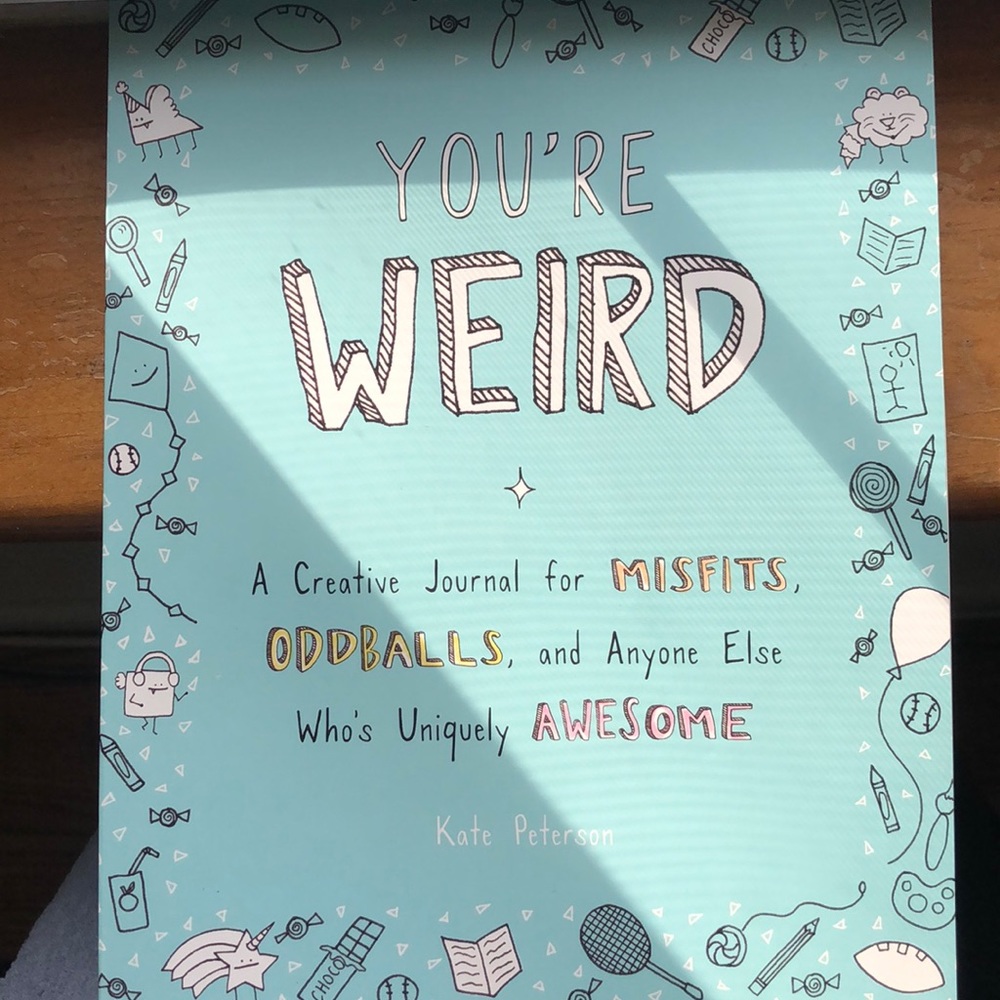 CHOCO
YOU'RE
WEIRD
A Creative Journal for MISFITS,
ODDBALLS, and Anyone Else
Who's Uniquely AWESOME
Kate Peterson
CHOCO